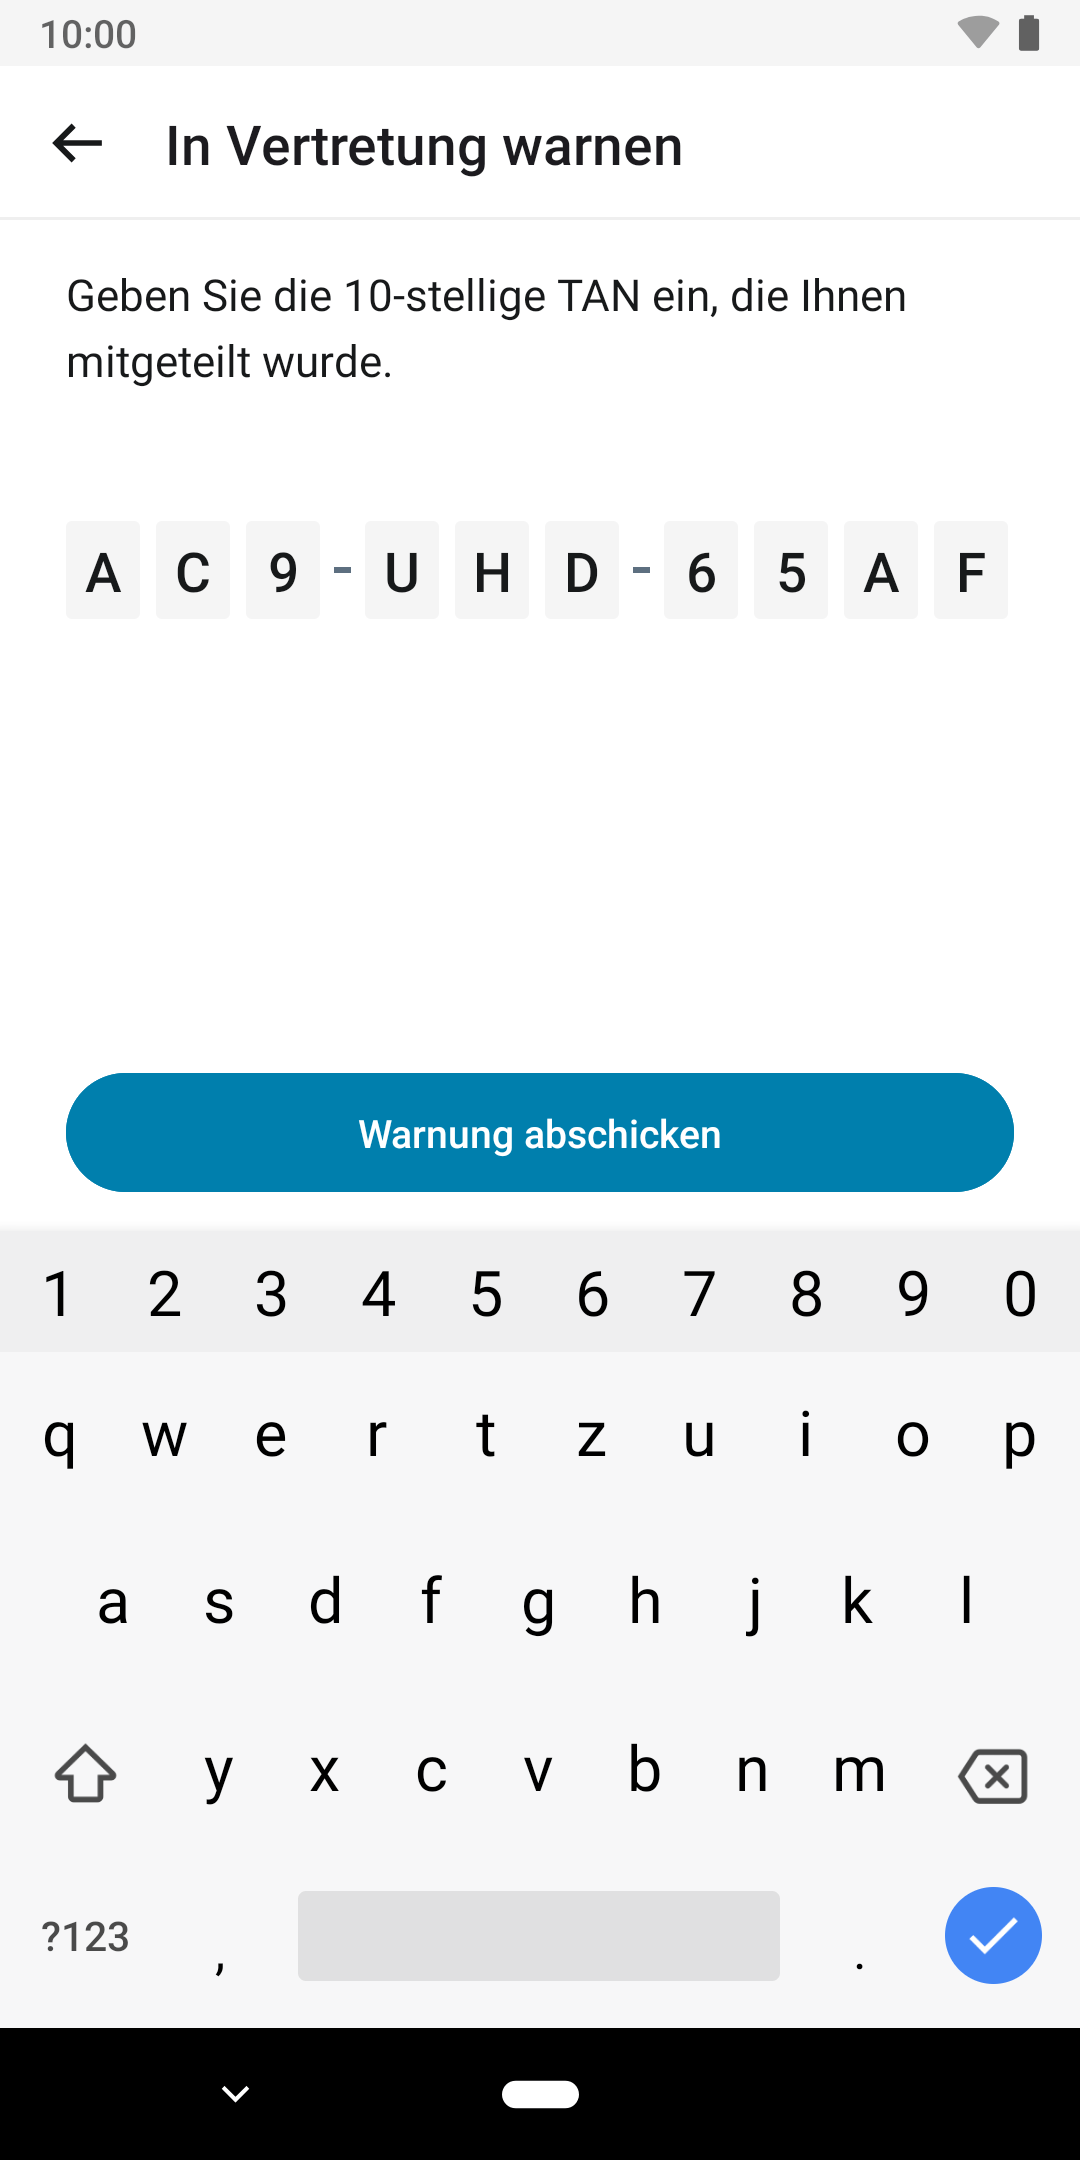 10:00
In Vertretung warnen
Geben Sie die 10-stellige TAN ein, die Ihnen
mitgeteilt wurde.
A C 9 - U H D - 6 5 A F
Warnung abschicken
1 2 3 4 5 6 7 8 9 0
q w e r t z u i o p
a s d f g h j k l
y x c v b n m
?123 , .